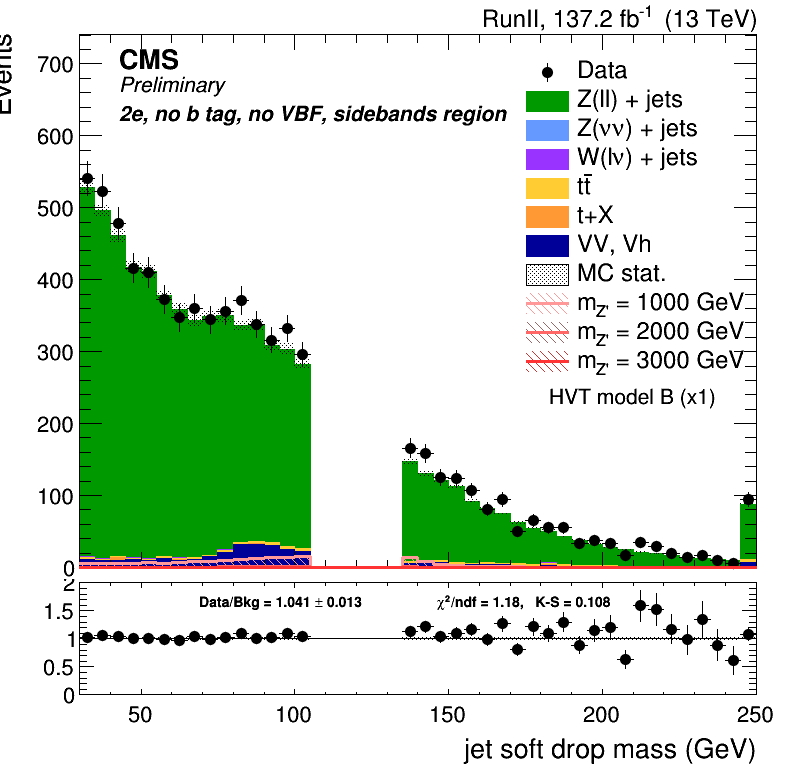 RunII, 137.2 fb⁻¹ (13 TeV)
Events
CMS
Preliminary
2e, no b tag, no VBF, sidebands region
Data
Z(ll) + jets
Z(νν) + jets
W(lν) + jets
tt̄
t+X
VV, Vh
MC stat.
m_Z' = 1000 GeV
m_Z' = 2000 GeV
m_Z' = 3000 GeV
HVT model B (x1)
700
600
500
400
300
200
100
0
Data/Bkg = 1.041 ± 0.013
χ²/ndf = 1.18, K-S = 0.108
2
1.5
1
0.5
0
50 100 150 200 250
jet soft drop mass (GeV)